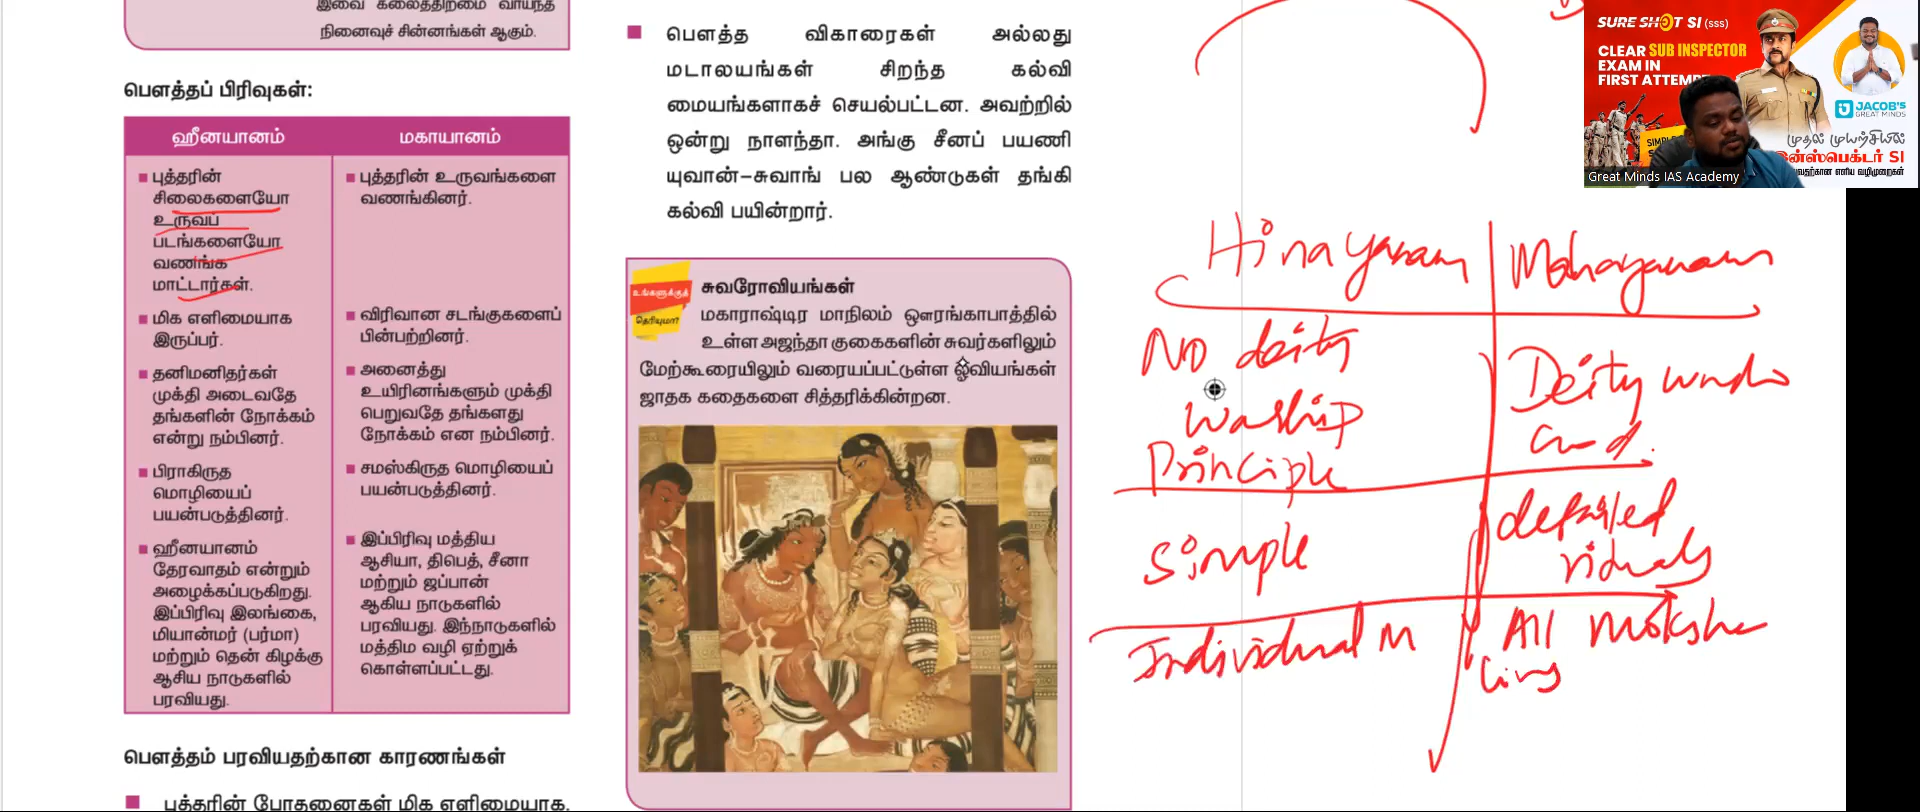 இவை கலைத்திறமை வாய்ந்த
நினைவுச் சின்னங்கள் ஆகும்.
பௌத்தப் பிரிவுகள்:
ஹீனயானம்
■ புத்தரின்
சிலைகளையோ
உருவப்
படங்களையோ
வணங்க
மாட்டார்கள்.
■ மிக எளிமையாக
இருப்பர்.
■ தனிமனிதர்கள்
முக்தி அடைவதே
தங்களின் நோக்கம்
என்று நம்பினர்.
■ பிராகிருத
மொழியைப்
பயன்படுத்தினர்.
■ ஹீனயானம்
தேரவாதம் என்றும்
அழைக்கப்படுகிறது.
இப்பிரிவு இலங்கை,
மியான்மர் (பர்மா)
மற்றும் தென் கிழக்கு
ஆசிய நாடுகளில்
பரவியது.
மகாயானம்
■ புத்தரின் உருவங்களை
வணங்கினர்.
■ விரிவான சடங்குகளைப்
பின்பற்றினர்.
■ அனைத்து
உயிரினங்களும் முக்தி
பெறுவதே தங்களது
நோக்கம் என நம்பினர்.
■ சமஸ்கிருத மொழியைப்
பயன்படுத்தினர்.
■ இப்பிரிவு மத்திய
ஆசியா, திபெத், சீனா
மற்றும் ஜப்பான்
ஆகிய நாடுகளில்
பரவியது. இந்நாடுகளில்
மத்திம வழி ஏற்றுக்
கொள்ளப்பட்டது.
பௌத்தம் பரவியதற்கான காரணங்கள்
■ புத்தரின் போதனைகள் மிக எளிமையாக,
■ பௌத்த விகாரைகள் அல்லது
மடாலயங்கள் சிறந்த கல்வி
மையங்களாகச் செயல்பட்டன. அவற்றில்
ஒன்று நாளந்தா. அங்கு சீனப் பயணி
யுவான்–சுவாங் பல ஆண்டுகள் தங்கி
கல்வி பயின்றார்.
உங்களுக்குத்
தெரியுமா?
சுவரோவியங்கள்
மகாராஷ்டிர மாநிலம் ஔரங்காபாத்தில்
உள்ள அஜந்தா குகைகளின் சுவர்களிலும்
மேற்கூரையிலும் வரையப்பட்டுள்ள ஓவியங்கள்
ஜாதக கதைகளை சித்தரிக்கின்றன.
Hinayanam
No deity
worship
Principle
Simple
Individual M
Mahayanam
Deity
detailed
rituals
All Moksha
SURE SHOT SI (SSS)
CLEAR SUB INSPECTOR
EXAM IN
FIRST ATTEMP
JACOB's
GREAT MINDS
முதல் முயற்சியில்
ன்ஸ்பெக்டர் SI
Great Minds IAS Academy